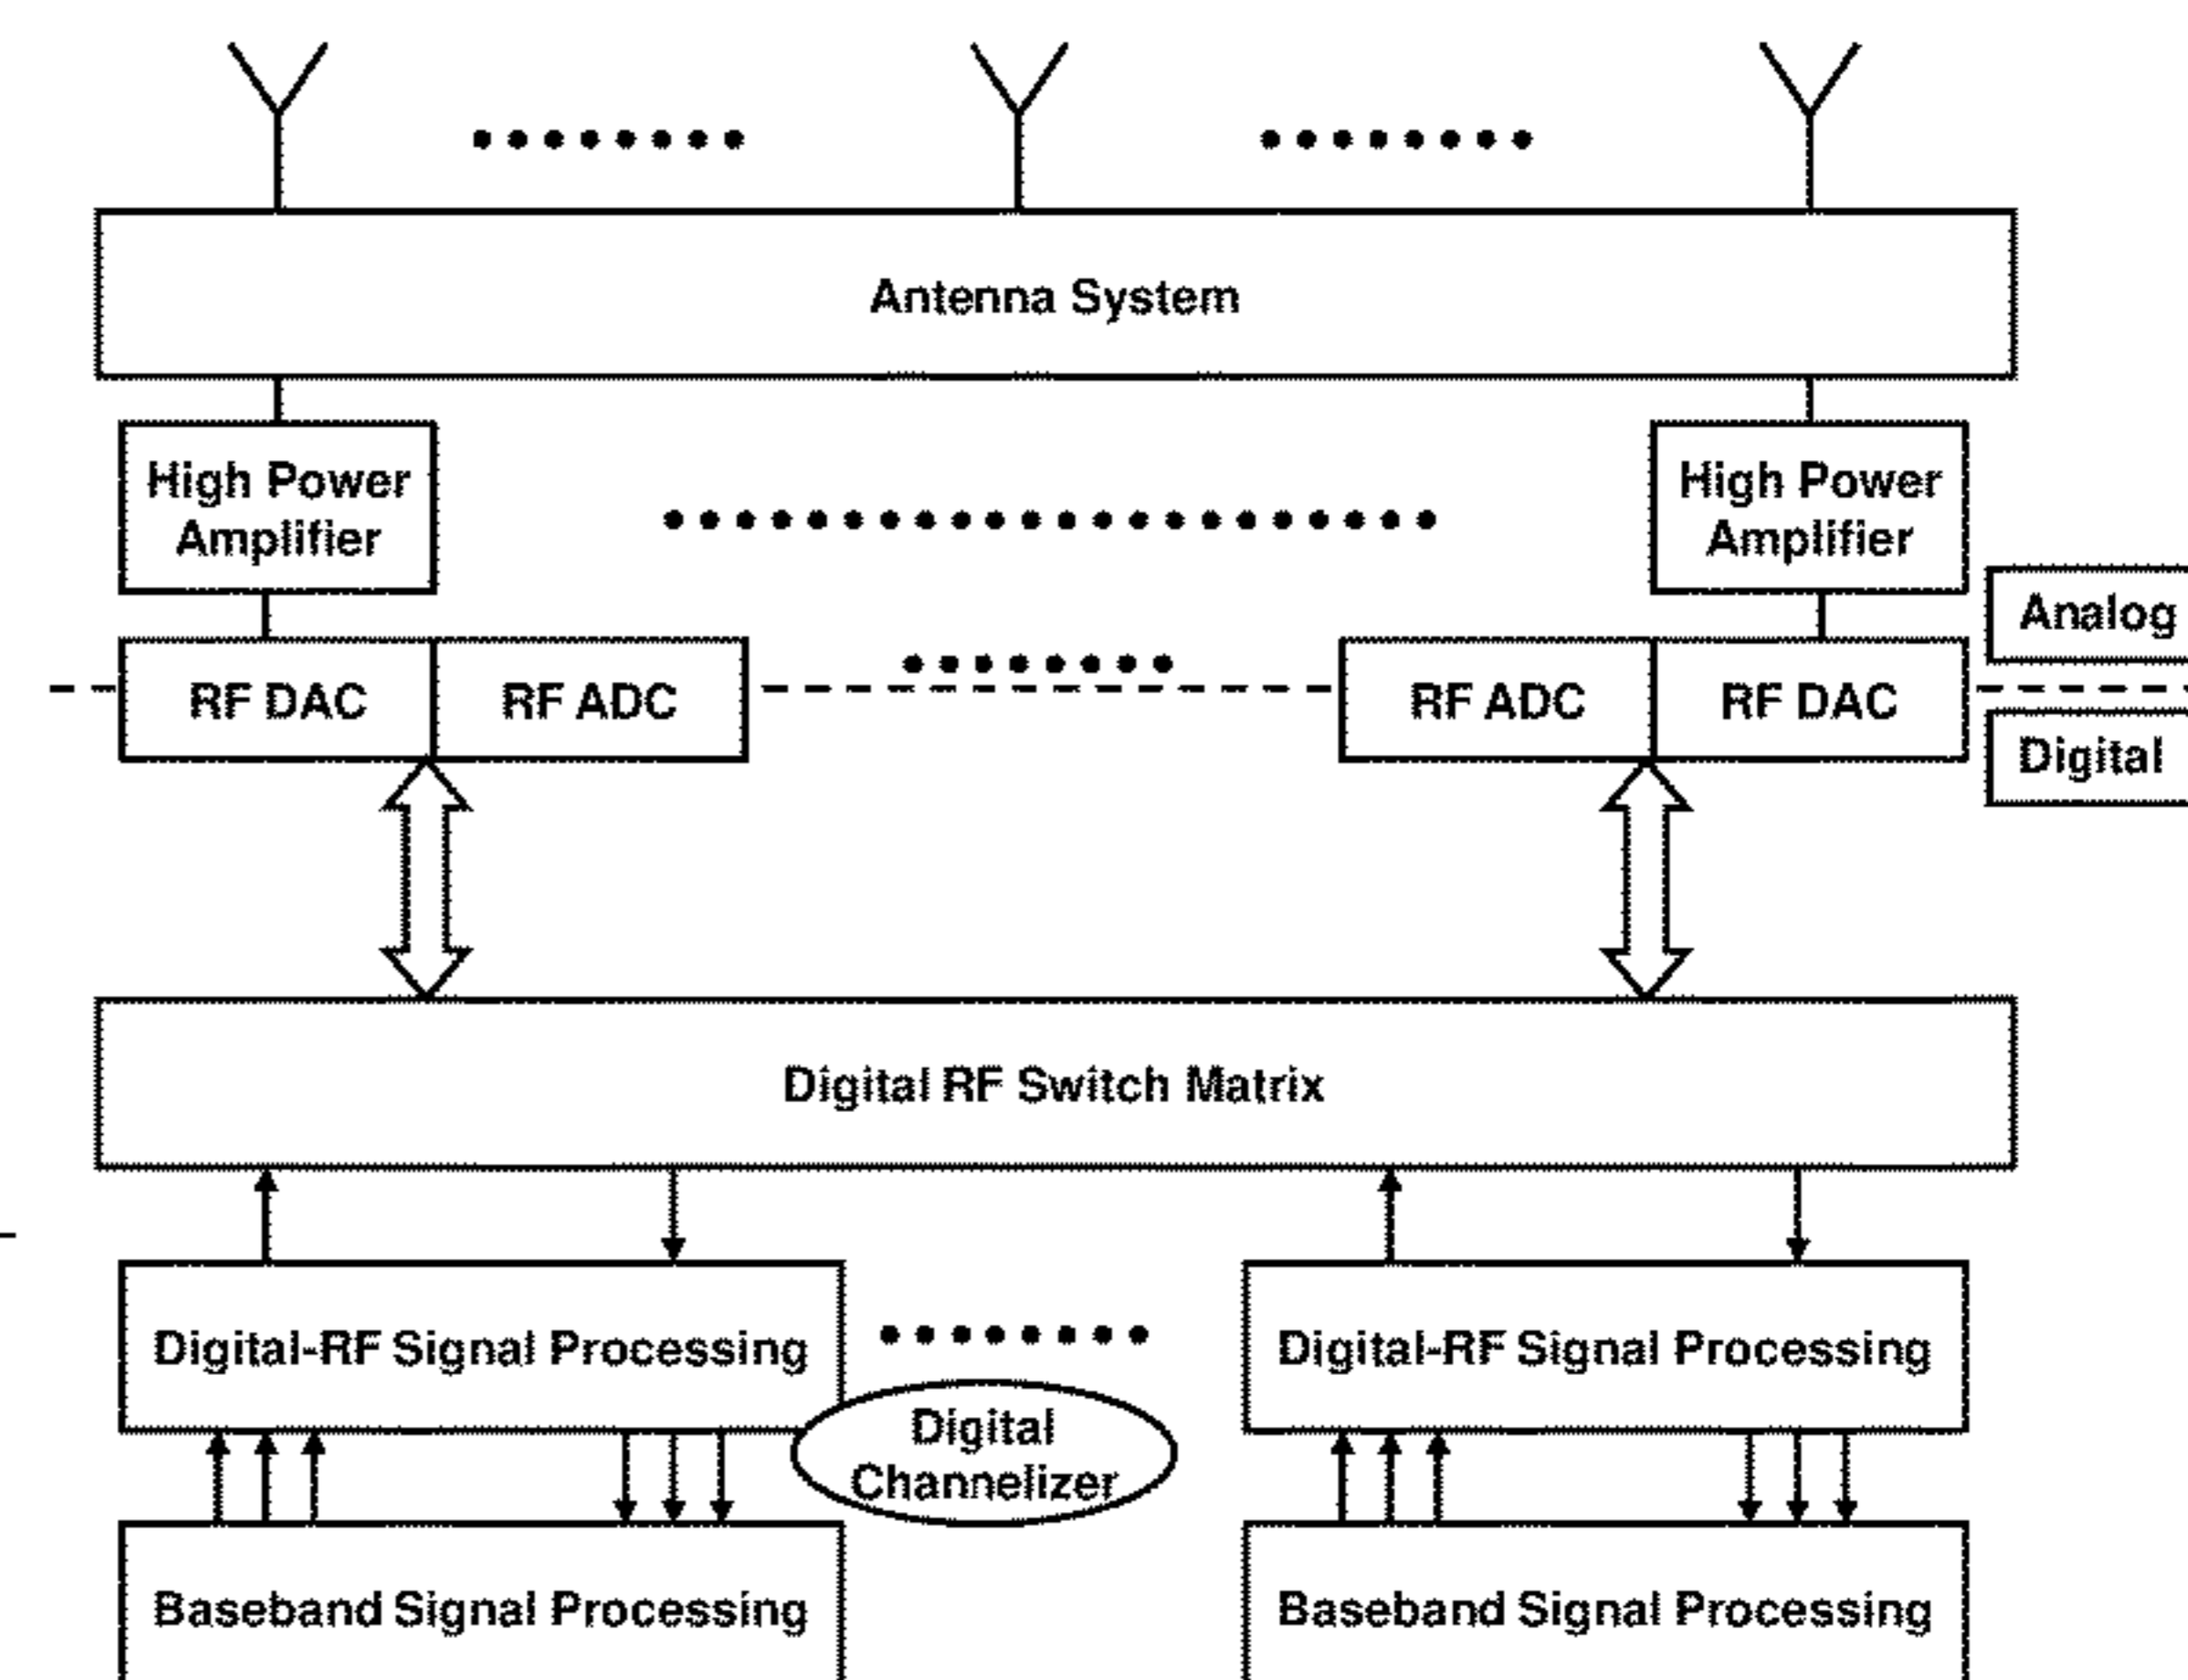 Antenna System
High Power
Amplifier
High Power
Amplifier
Analog
RF DAC
RF ADC
RF ADC
RF DAC
Digital
Digital RF Switch Matrix
Digital-RF Signal Processing
Digital-RF Signal Processing
Digital
Channelizer
Baseband Signal Processing
Baseband Signal Processing